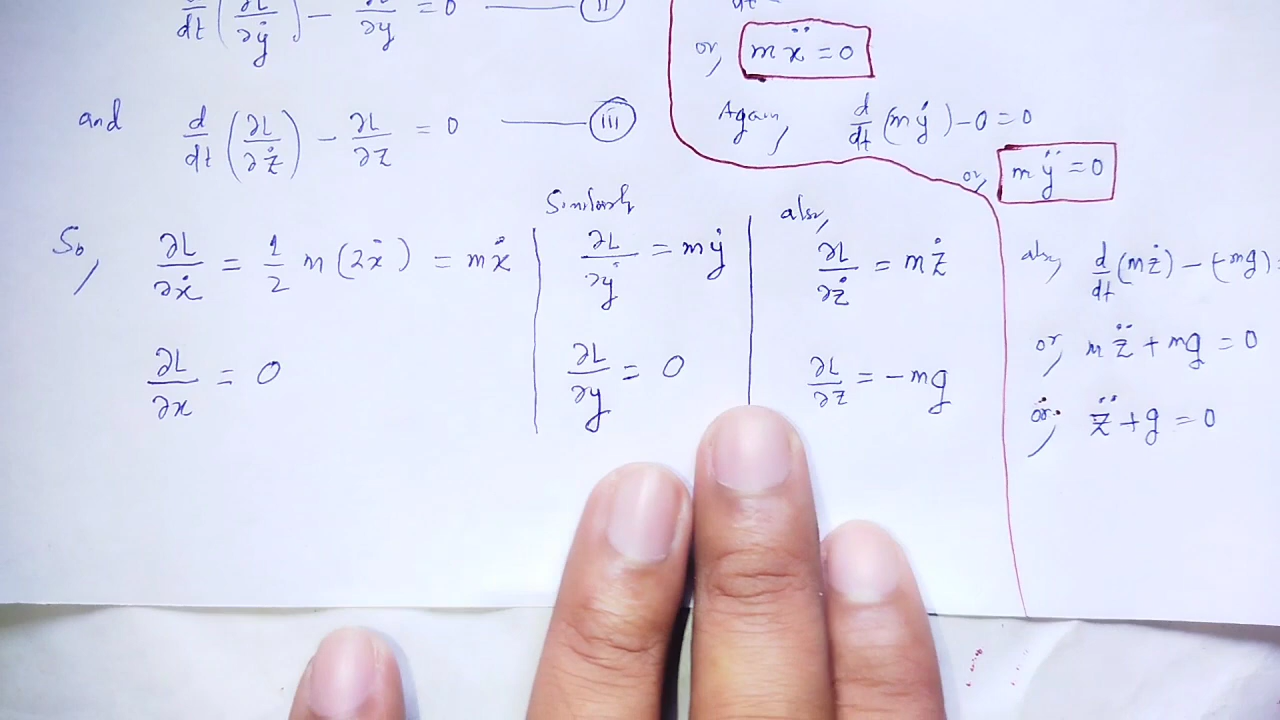 d/dt (∂L/∂ẏ) − ∂L/∂y = 0 —— (ii)
and d/dt (∂L/∂ż) − ∂L/∂z = 0 —— (iii)
So, ∂L/∂ẋ = 1/2 m (2ẋ) = mẋ
∂L/∂x = 0
Similarly
∂L/∂ẏ = mẏ
∂L/∂y = 0
also,
∂L/∂ż = mż
∂L/∂z = −mg
or, mẍ = 0
Again, d/dt (mẏ) − 0 = 0
or, mÿ = 0
also, d/dt (mż) − (−mg) =
or, m z̈ + mg = 0
or, z̈ + g = 0